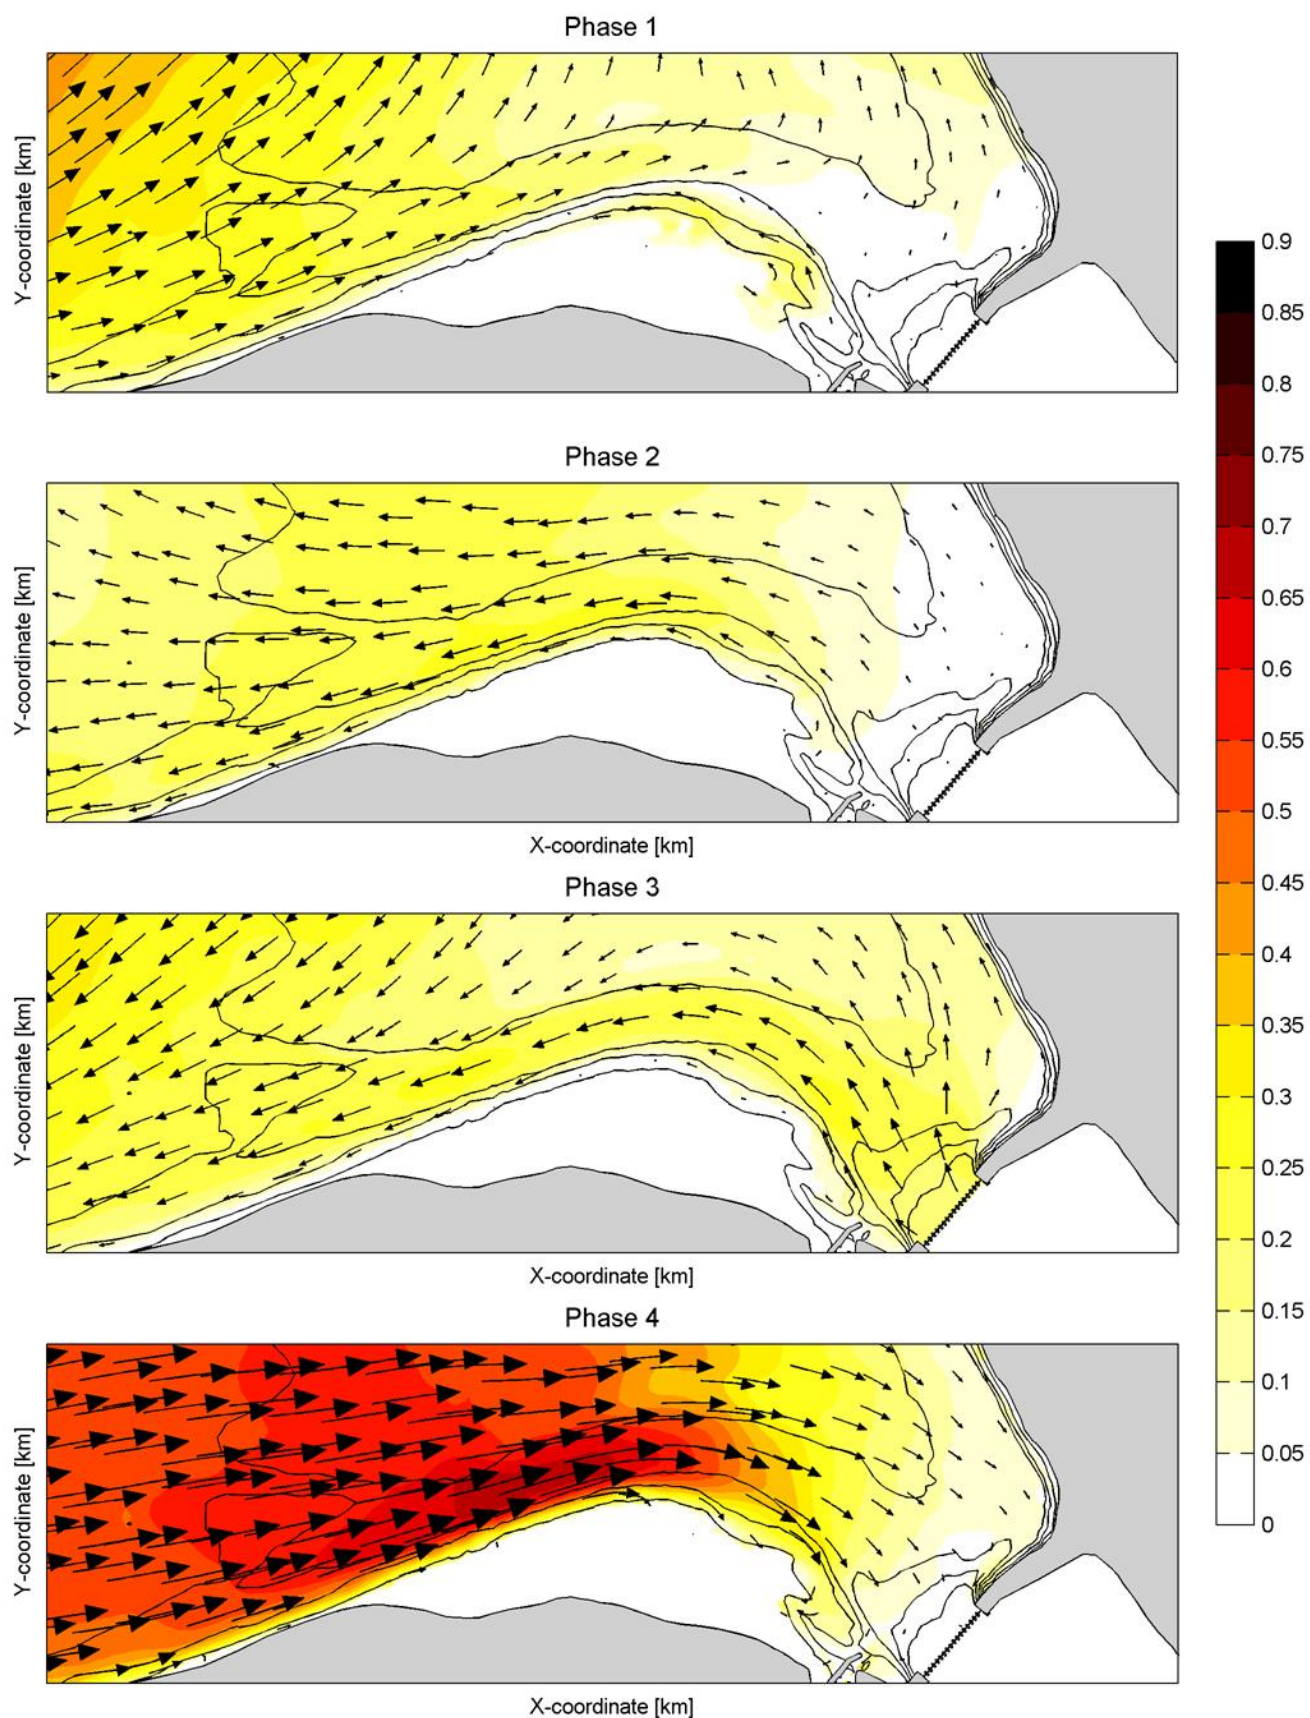 Phase 1
Y-coordinate [km]
Phase 2
Y-coordinate [km]
X-coordinate [km]
Phase 3
Y-coordinate [km]
X-coordinate [km]
Phase 4
Y-coordinate [km]
X-coordinate [km]
0.9
0.85
0.8
0.75
0.7
0.65
0.6
0.55
0.5
0.45
0.4
0.35
0.3
0.25
0.2
0.15
0.1
0.05
0